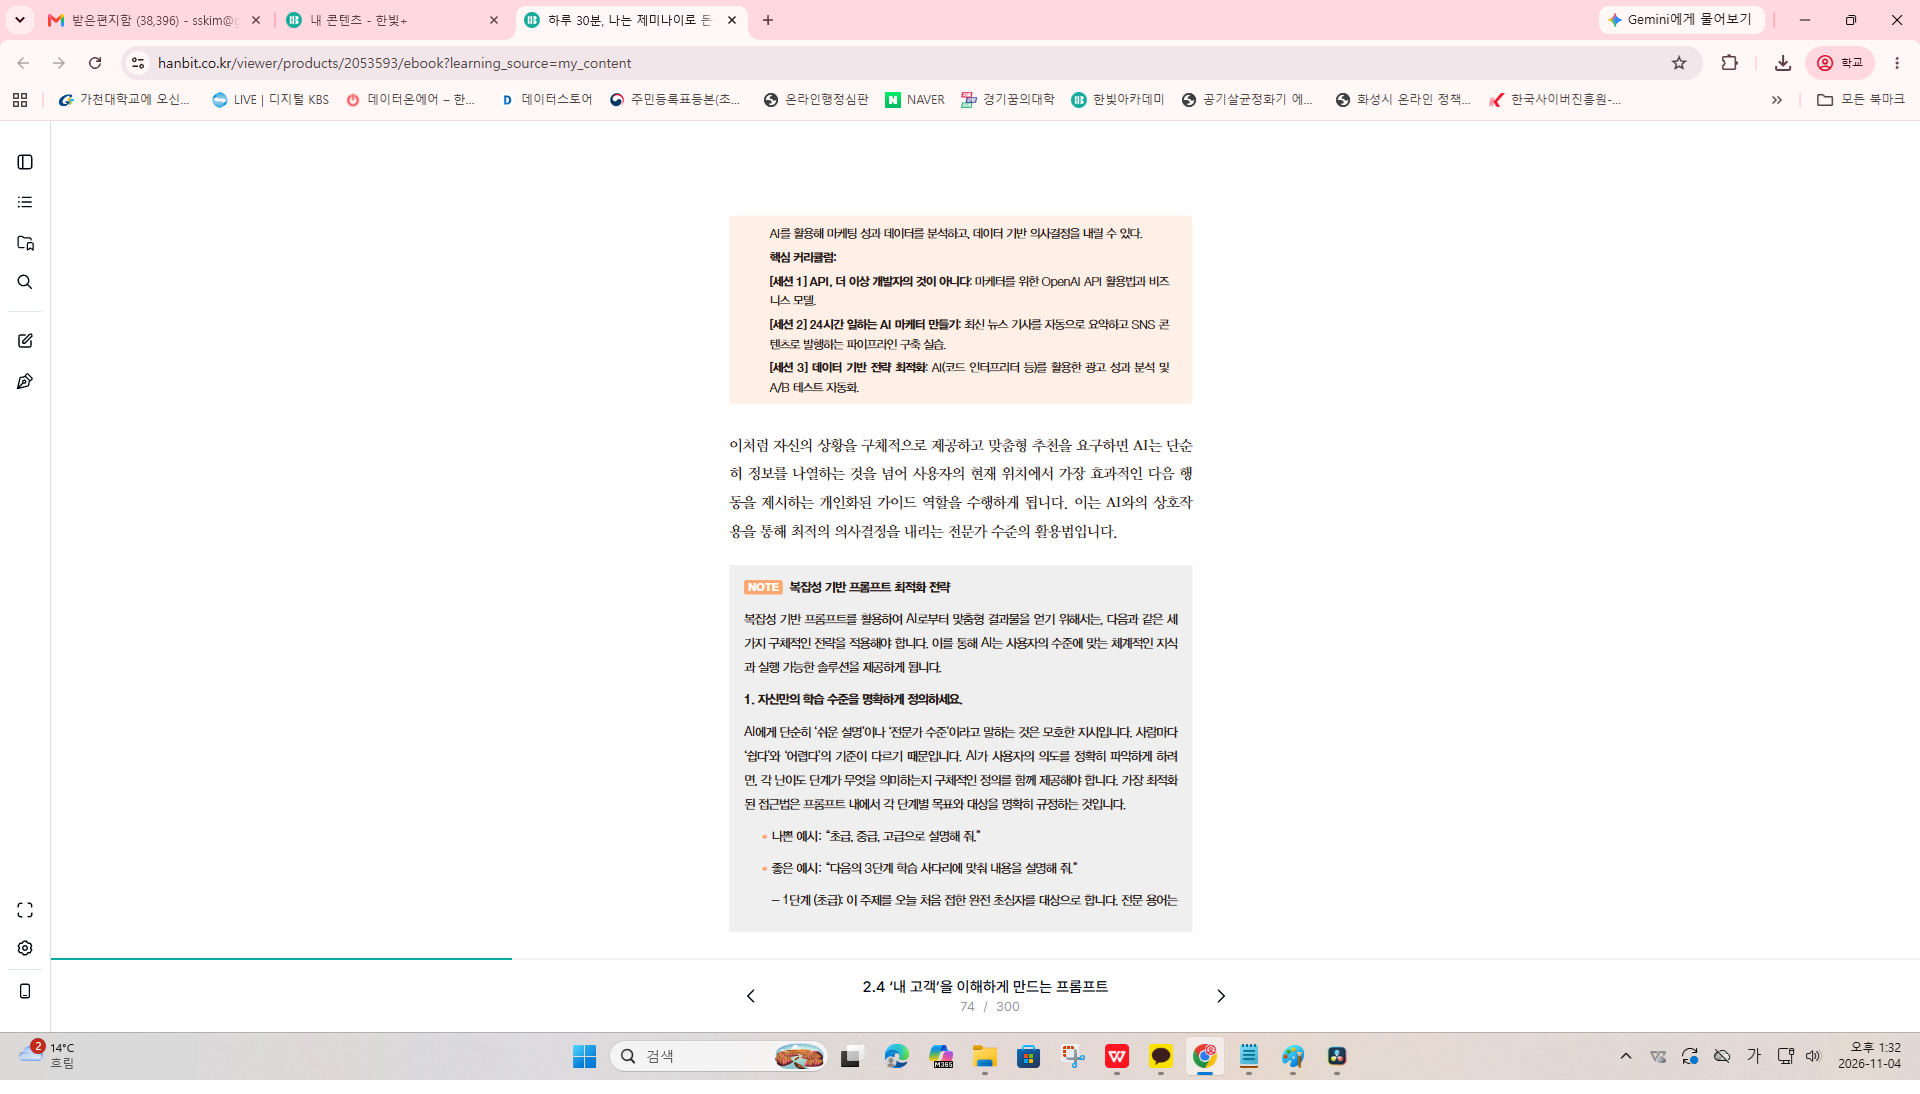 받은편지함 (38,396) - sskim@
내 콘텐츠 - 한빛+
하루 30분, 나는 제미나이로 돈
Gemini에게 물어보기
hanbit.co.kr/viewer/products/2053593/ebook?learning_source=my_content
학교
가천대학교에 오신...
LIVE | 디지털 KBS
데이터온에어 – 한...
데이터스토어
주민등록표등본(초...
온라인행정심판
NAVER
경기꿈의대학
한빛아카데미
공기살균정화기 에...
화성시 온라인 정책...
한국사이버진흥원-...
모든 북마크
AI를 활용해 마케팅 성과 데이터를 분석하고, 데이터 기반 의사결정을 내릴 수 있다.
핵심 커리큘럼:
[세션 1] API, 더 이상 개발자의 것이 아니다: 마케터를 위한 OpenAI API 활용법과 비즈
니스 모델.
[세션 2] 24시간 일하는 AI 마케터 만들기: 최신 뉴스 기사를 자동으로 요약하고 SNS 콘
텐츠로 발행하는 파이프라인 구축 실습.
[세션 3] 데이터 기반 전략 최적화: AI(코드 인터프리터 등)를 활용한 광고 성과 분석 및
A/B 테스트 자동화.
이처럼 자신의 상황을 구체적으로 제공하고 맞춤형 추천을 요구하면 AI는 단순
히 정보를 나열하는 것을 넘어 사용자의 현재 위치에서 가장 효과적인 다음 행
동을 제시하는 개인화된 가이드 역할을 수행하게 됩니다. 이는 AI와의 상호작
용을 통해 최적의 의사결정을 내리는 전문가 수준의 활용법입니다.
NOTE 복잡성 기반 프롬프트 최적화 전략
복잡성 기반 프롬프트를 활용하여 AI로부터 맞춤형 결과물을 얻기 위해서는, 다음과 같은 세
가지 구체적인 전략을 적용해야 합니다. 이를 통해 AI는 사용자의 수준에 맞는 체계적인 지식
과 실행 가능한 솔루션을 제공하게 됩니다.
1. 자신만의 학습 수준을 명확하게 정의하세요.
AI에게 단순히 ‘쉬운 설명’이나 ‘전문가 수준’이라고 말하는 것은 모호한 지시입니다. 사람마다
‘쉽다’와 ‘어렵다’의 기준이 다르기 때문입니다. AI가 사용자의 의도를 정확히 파악하게 하려
면, 각 난이도 단계가 무엇을 의미하는지 구체적인 정의를 함께 제공해야 합니다. 가장 최적화
된 접근법은 프롬프트 내에서 각 단계별 목표와 대상을 명확히 규정하는 것입니다.
• 나쁜 예시: “초급, 중급, 고급으로 설명해 줘.”
• 좋은 예시: “다음의 3단계 학습 사다리에 맞춰 내용을 설명해 줘.”
– 1단계 (초급): 이 주제를 오늘 처음 접한 완전 초심자를 대상으로 합니다. 전문 용어는
2.4 ‘내 고객’을 이해하게 만드는 프롬프트
74 / 300
2
14°C
흐림
검색
M365
가
오후 1:32
2026-11-04